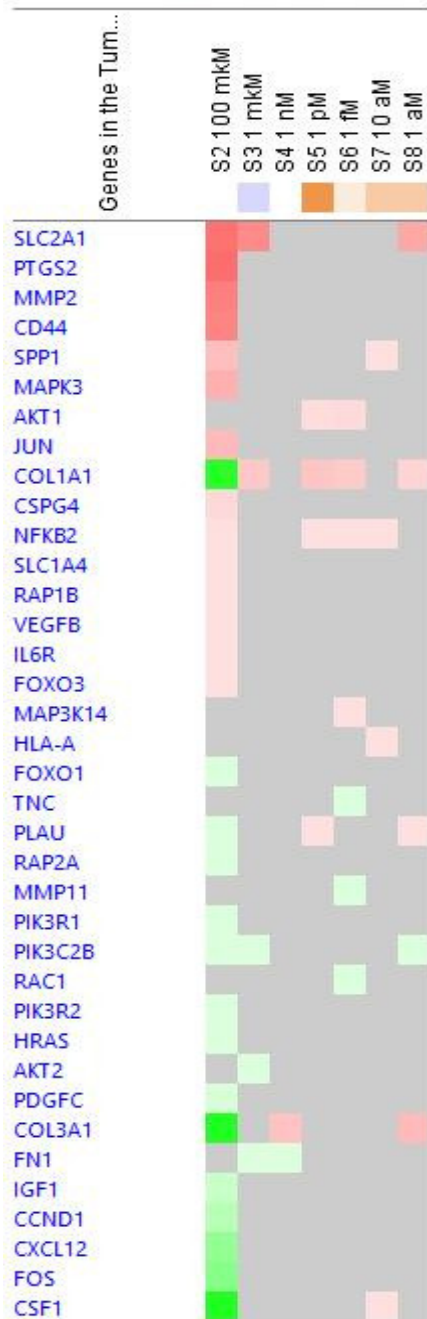 Genes in the Tum...
S2 100 mkM
S3 1 mkM
S4 1 nM
S5 1 pM
S6 1 fM
S7 10 aM
S8 1 aM
SLC2A1
PTGS2
MMP2
CD44
SPP1
MAPK3
AKT1
JUN
COL1A1
CSPG4
NFKB2
SLC1A4
RAP1B
VEGFB
IL6R
FOXO3
MAP3K14
HLA-A
FOXO1
TNC
PLAU
RAP2A
MMP11
PIK3R1
PIK3C2B
RAC1
PIK3R2
HRAS
AKT2
PDGFC
COL3A1
FN1
IGF1
CCND1
CXCL12
FOS
CSF1